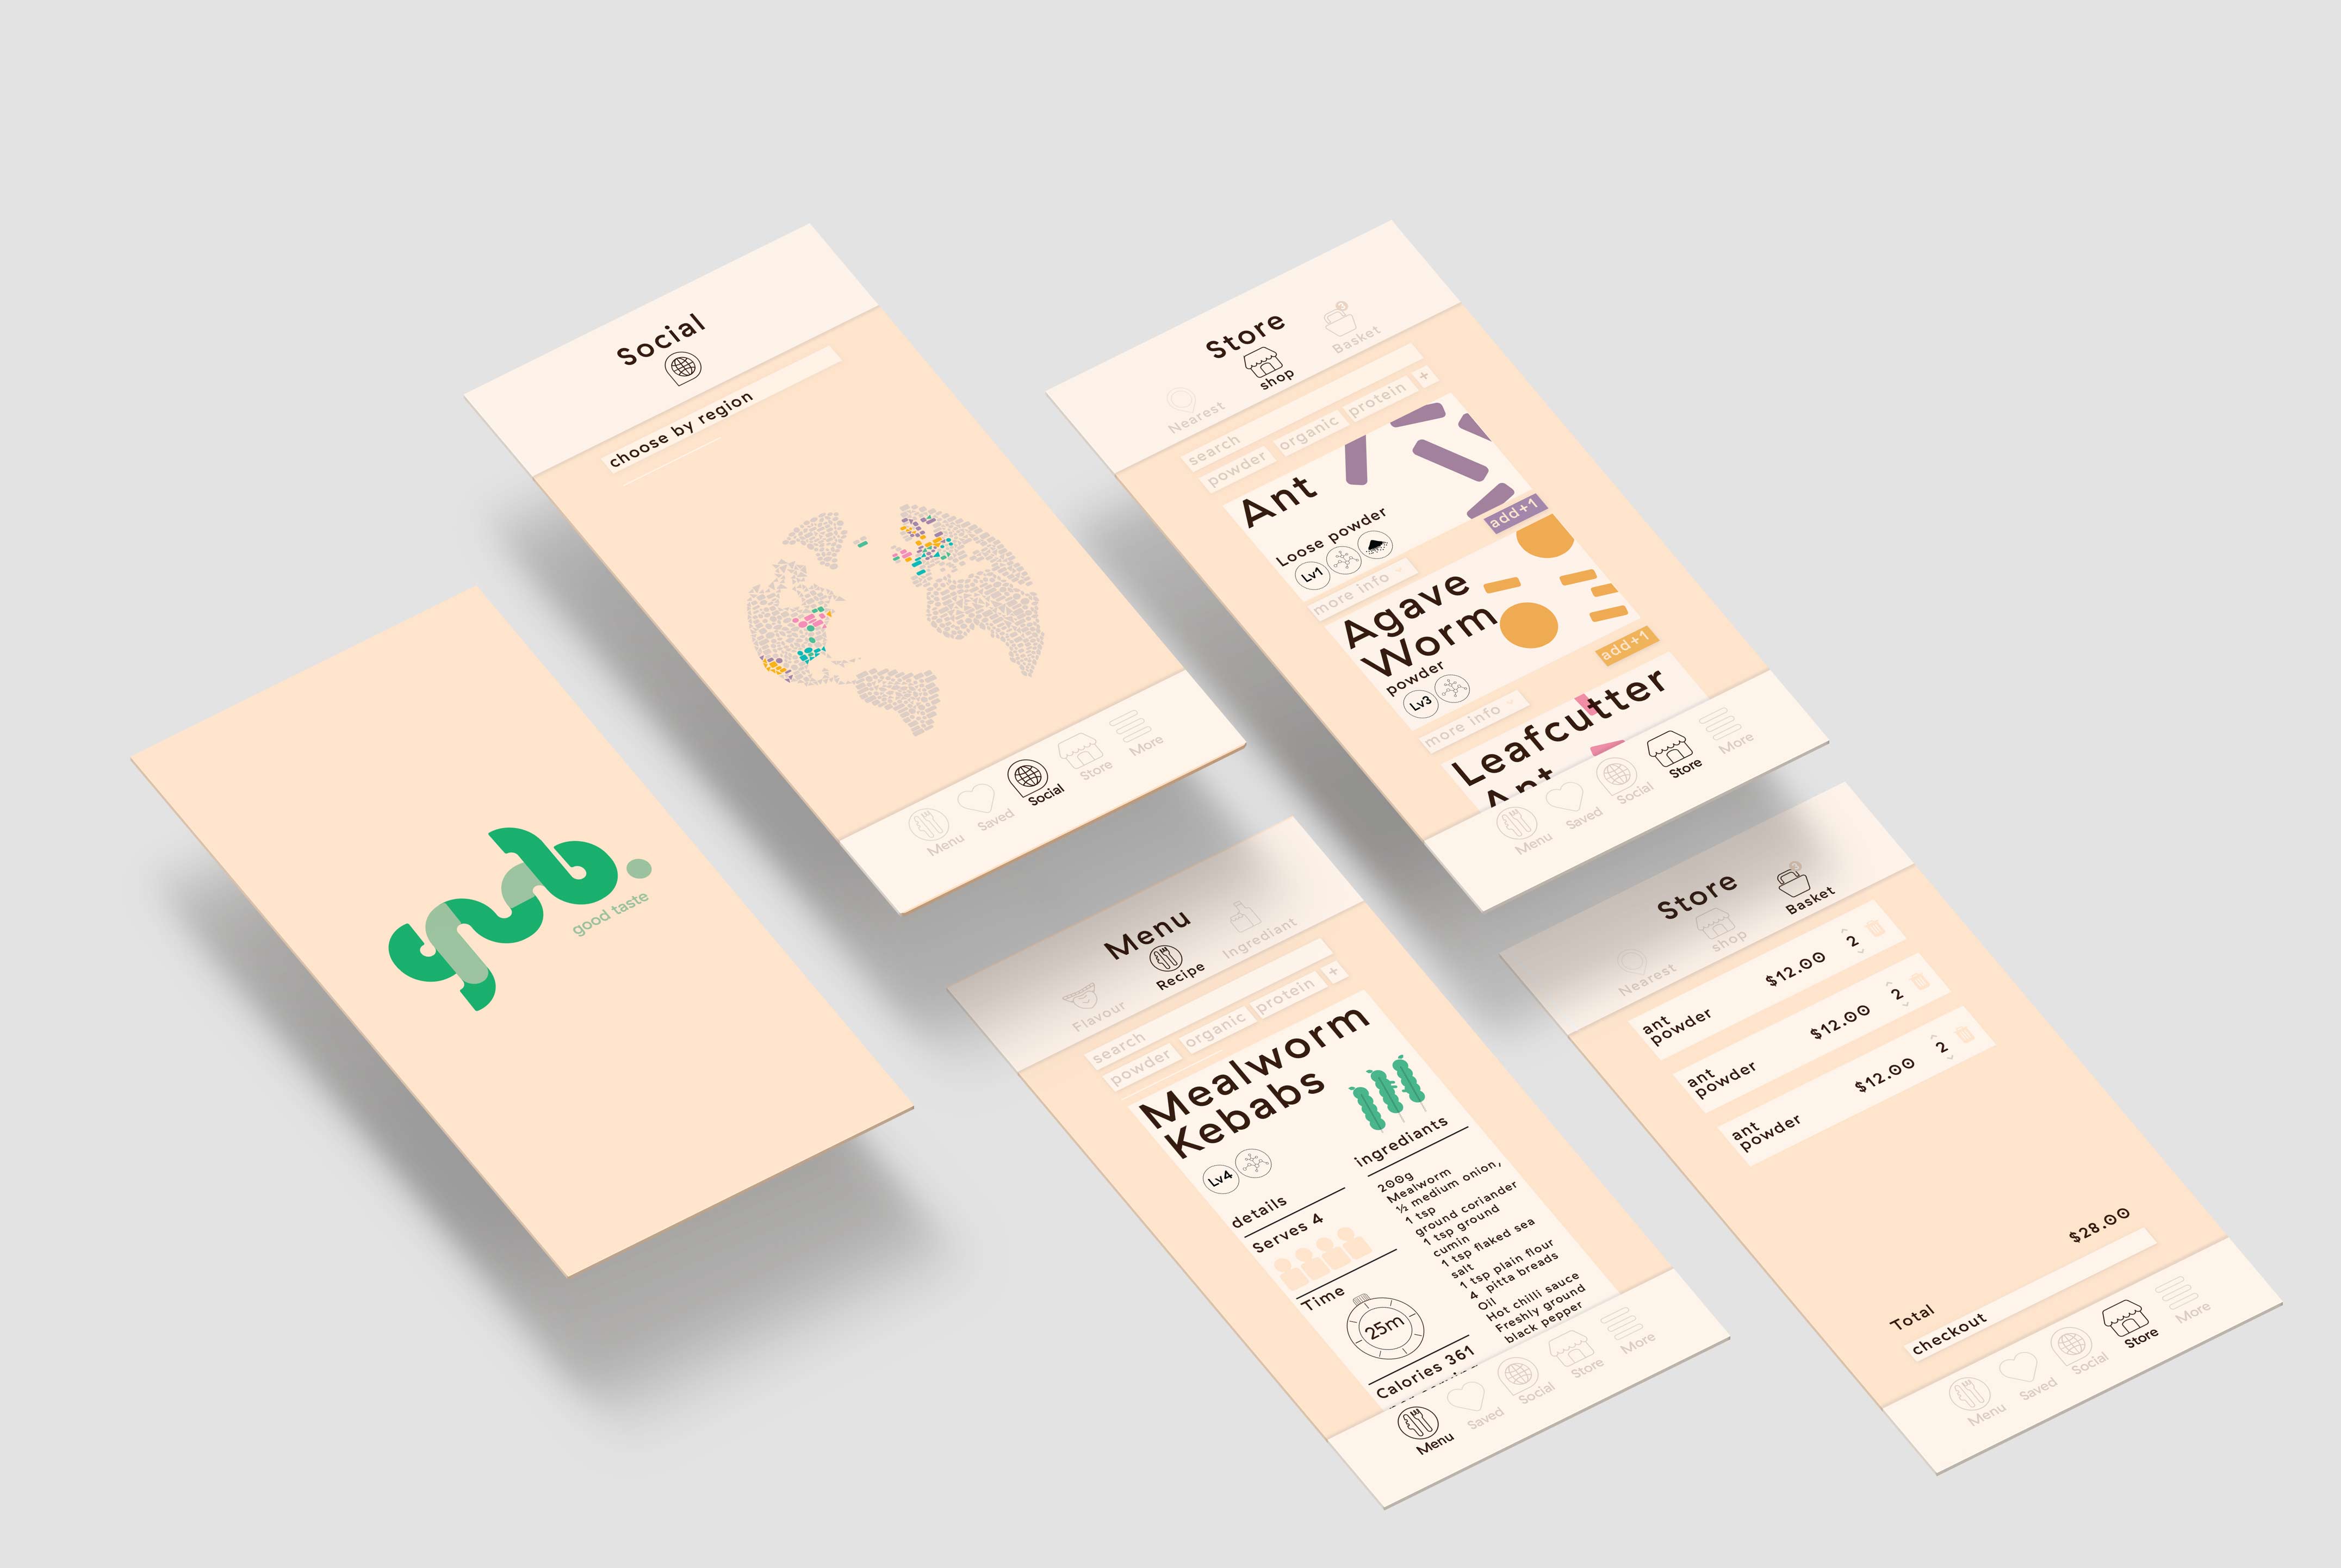 good taste
Social
choose by region
Menu
Saved
Social
Store
More
Store
Nearest
shop
Basket
search
powder
organic
protein
+
Ant
Loose powder
Lv1
add+1
more info
Agave
Worm
powder
Lv3
add+1
more info
Leafcutter
Ant
Menu
Saved
Social
Store
More
Menu
Flavour
Recipe
Ingrediant
search
powder
organic
protein
+
Mealworm
Kebabs
Lv4
details
Serves 4
Time
25m
Calories 361
ingrediants
200g
Mealworm
½ medium onion,
1 tsp
ground coriander
1 tsp ground
cumin
1 tsp flaked sea
salt
1 tsp plain flour
4 pitta breads
Oil
Hot chilli sauce
Freshly ground
black pepper
Menu
Saved
Social
Store
More
Store
Nearest
shop
Basket
ant
powder
$12.00
2
ant
powder
$12.00
2
ant
powder
$12.00
2
Total
$28.00
checkout
Menu
Saved
Social
Store
More